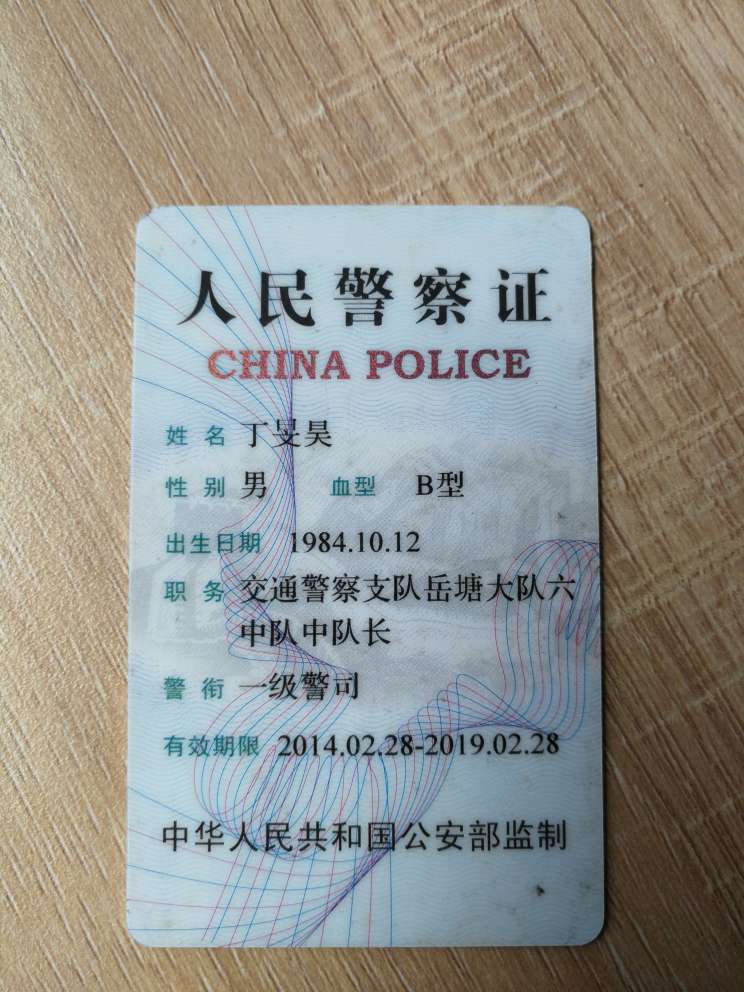 人民警察证
CHINA POLICE
姓名 丁旻昊
性别 男 血型 B型
出生日期 1984.10.12
职务 交通警察支队岳塘大队六
中队中队长
警衔 一级警司
有效期限 2014.02.28-2019.02.28
中华人民共和国公安部监制